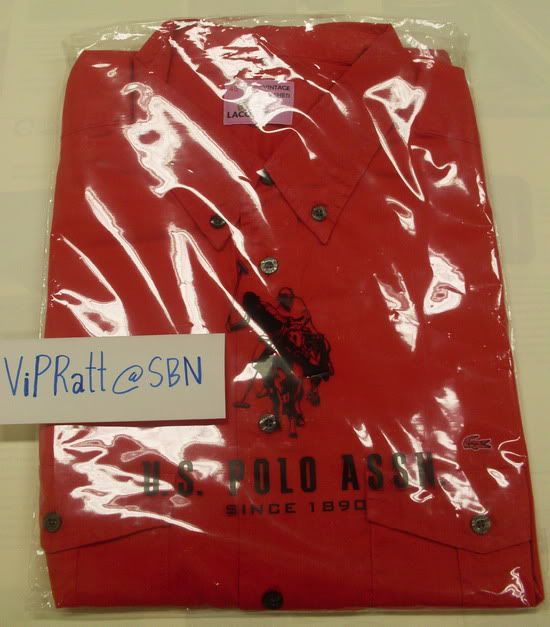 VINTAGE
LACO
ViPRatt@SBN
U.S. POLO ASSN.
SINCE 1890